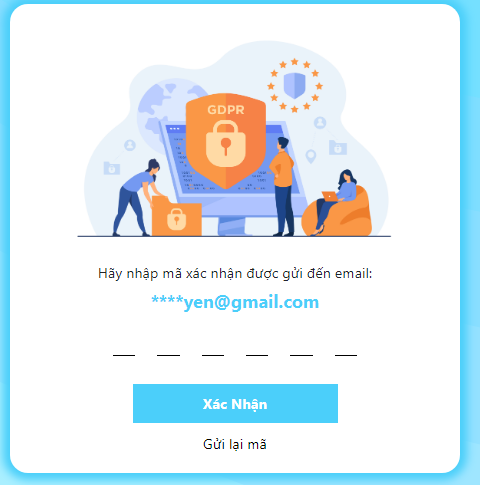 GDPR
Hãy nhập mã xác nhận được gửi đến email:
****yen@gmail.com
Xác Nhận
Gửi lại mã